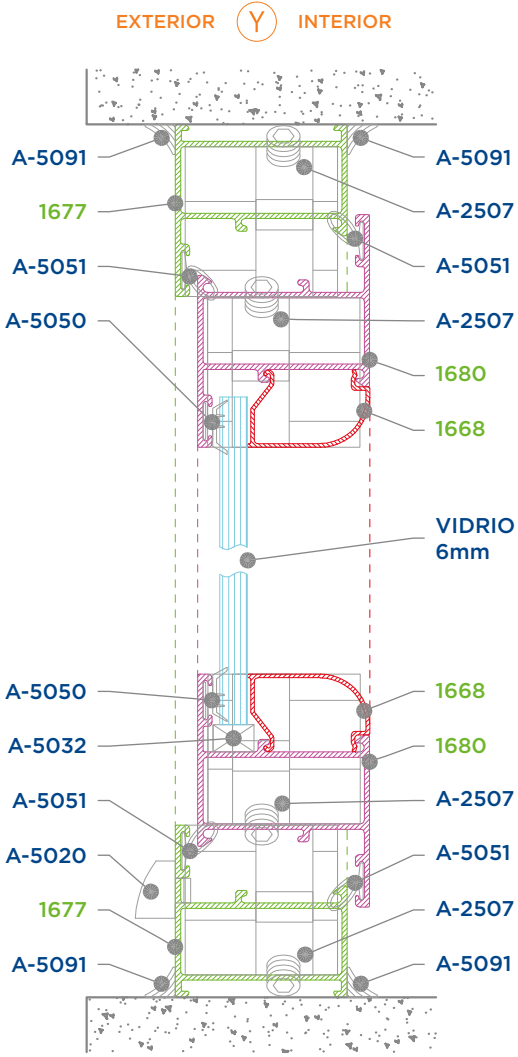 EXTERIOR Y INTERIOR
A-5091 A-5091
1677 A-2507
A-5051 A-5051
A-5050 A-2507
1680
1668
VIDRIO
6mm
A-5050 1668
A-5032 1680
A-5051 A-2507
A-5020 A-5051
1677 A-2507
A-5091 A-5091